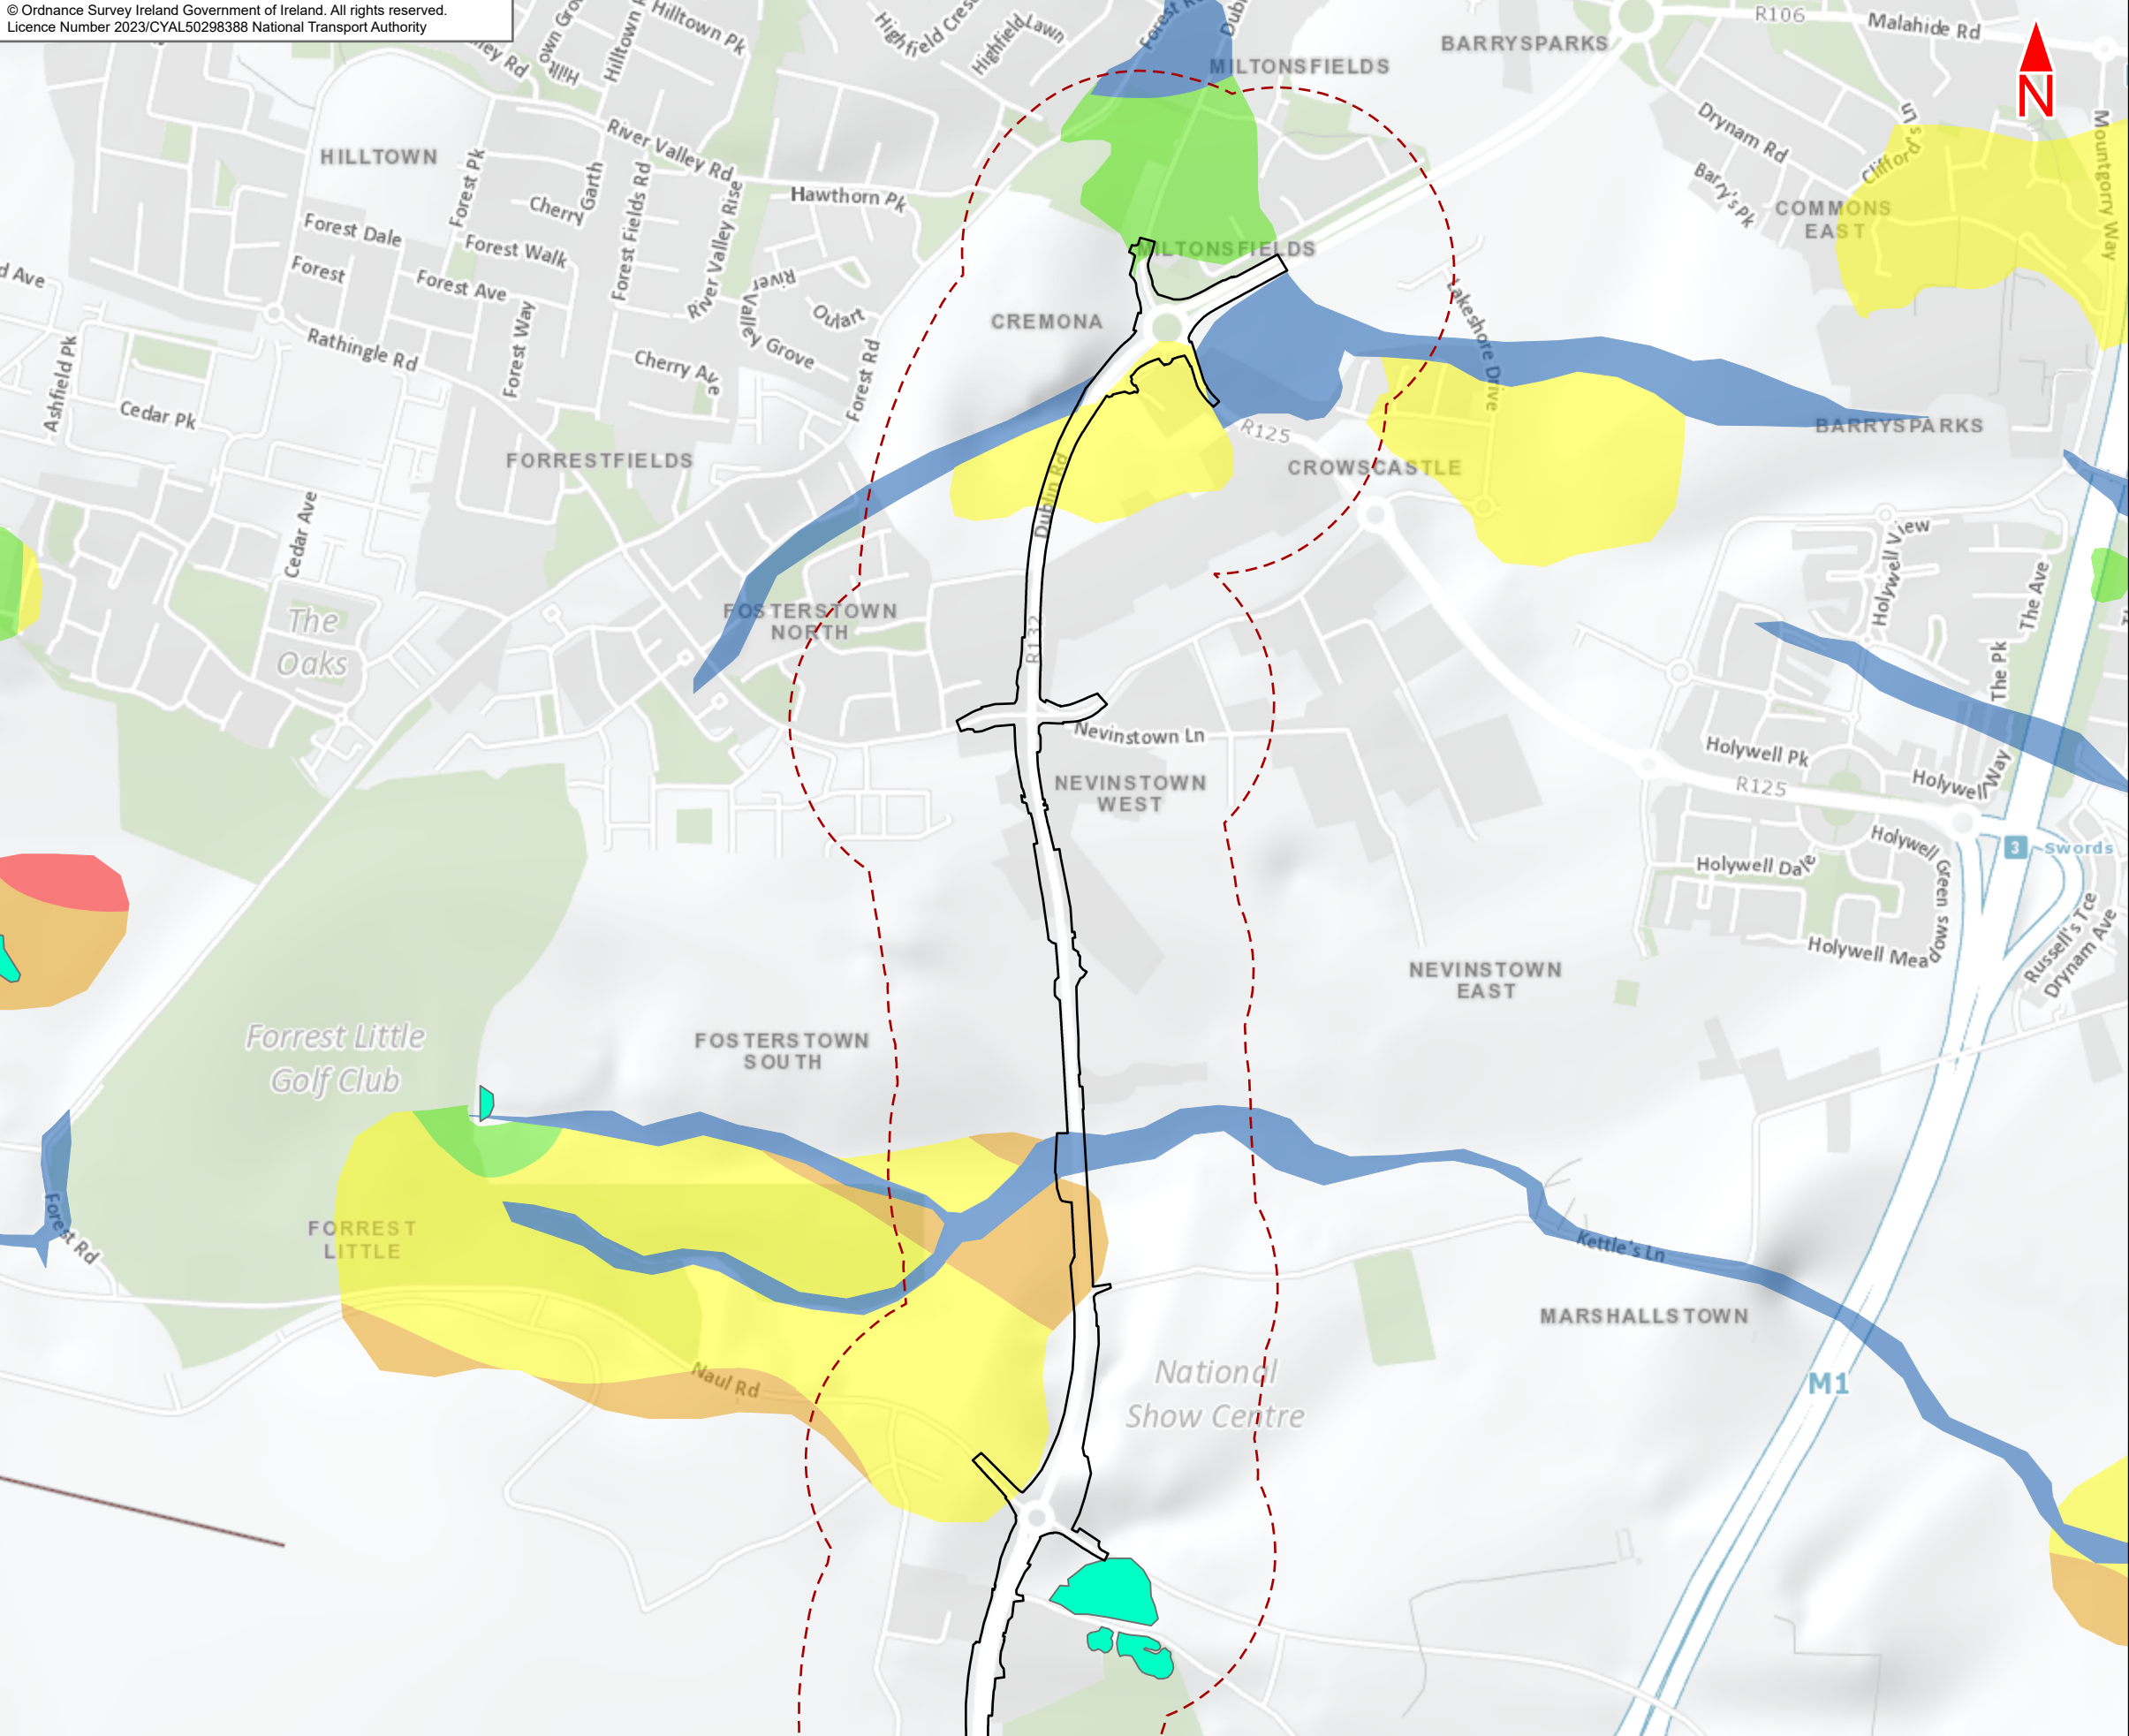 © Ordnance Survey Ireland Government of Ireland. All rights reserved.
Licence Number 2023/CYAL50298388 National Transport Authority
Hilltown Pk
Highfield
Lawn
R106
Malahide Rd
BARRYSPARKS
MILTONSFIELDS
N
HILLTOWN
River Valley Rd
Forest Pk
Cherry
Garth
Forest Fields Rd
River Valley Rise
Hawthorn Pk
Drynam Rd
Barry's Pk
Clifford's Ln
Mountgorry Way
COMMONS
EAST
Forest Dale
Forest Walk
Forest
Forest Ave
MILTONSFIELDS
River
Valley Grove
Oulart
CREMONA
Lakeshore Drive
Rathingle Rd
Forest Way
Cherry Ave
Forest Rd
Ashfield Pk
Cedar Pk
R125
BARRYSPARKS
FORRESTFIELDS
CROWSCASTLE
Dublin Rd
Cedar Ave
Holywell View
The Ave
The
Oaks
FOSTERSTOWN
NORTH
R132
The Pk
Nevinstown Ln
Holywell Pk
R125
Holywell Way
NEVINSTOWN
WEST
3
Swords
Holywell Dale
Holywell Green
Holywell Meadows
Russell's Tce
Drynam Ave
NEVINSTOWN
EAST
Forrest Little
Golf Club
FOSTERSTOWN
SOUTH
Forest Rd
FORREST
LITTLE
Kettle's Ln
MARSHALLSTOWN
Naul Rd
National
Show Centre
M1